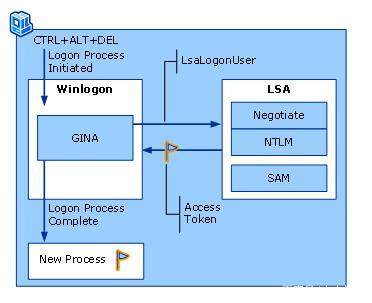 CTRL+ALT+DEL
Logon Process
Initiated
LsaLogonUser
Winlogon
LSA
GINA
Negotiate
NTLM
SAM
Logon Process
Complete
Access
Token
New Process